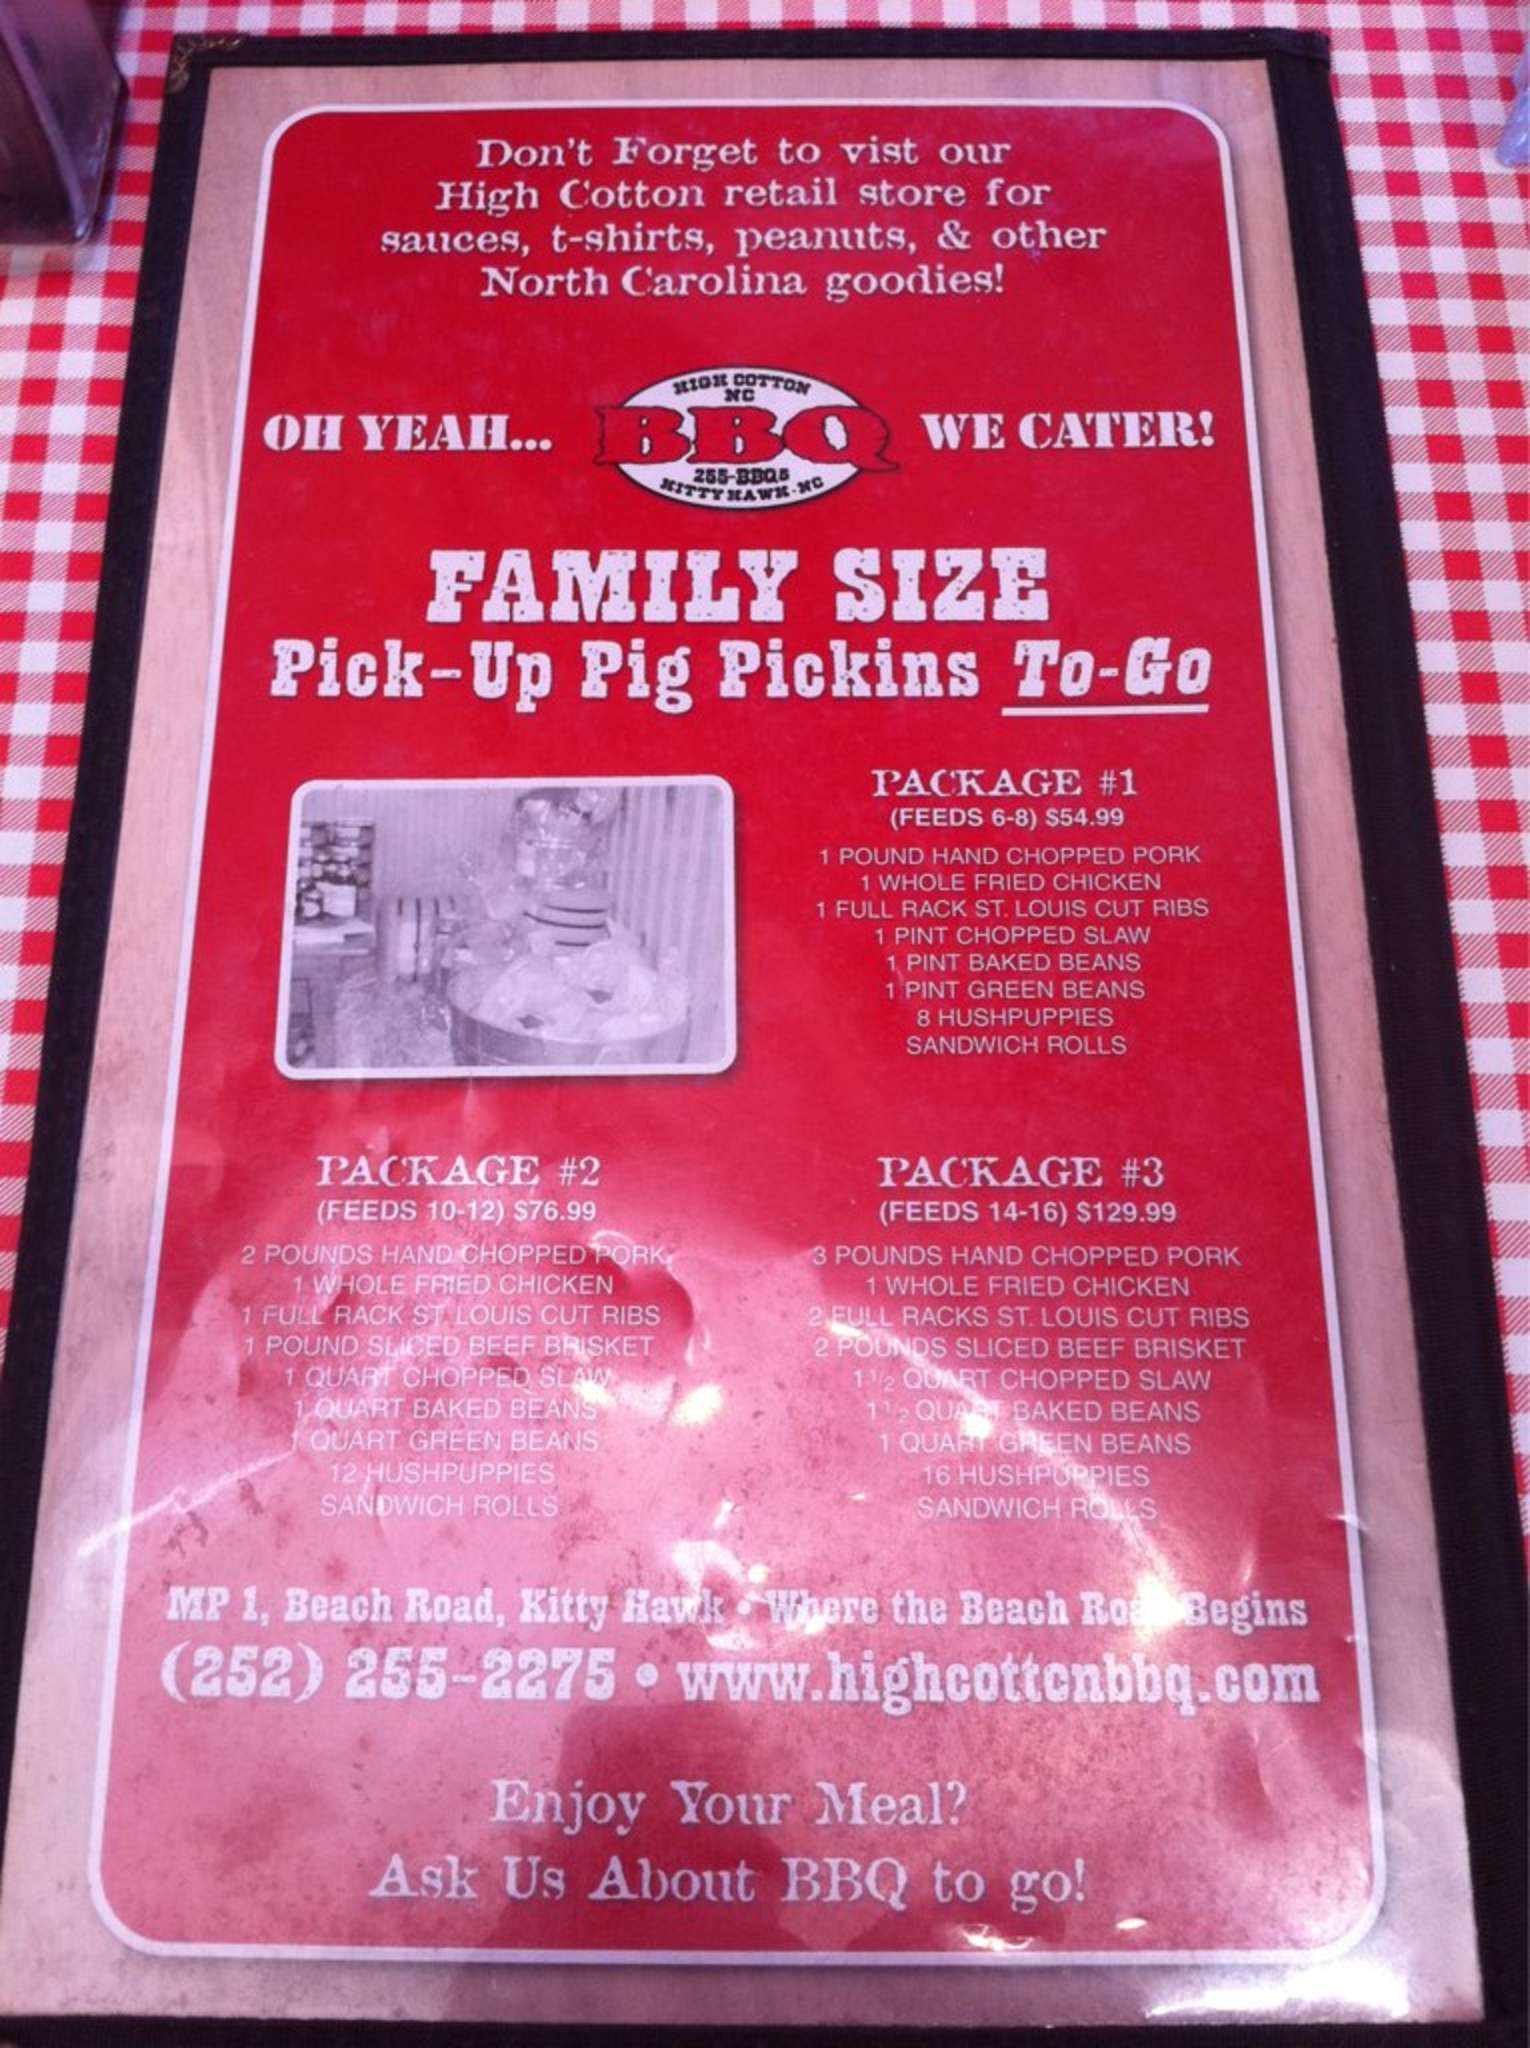 Don't Forget to vist our
High Cotton retail store for
sauces, t-shirts, peanuts, & other
North Carolina goodies!
OH YEAH...
HIGH COTTON
NC
BBQ
255-BBQ5
KITTY HAWK · NC
WE CATER!
FAMILY SIZE
Pick-Up Pig Pickins To-Go
PACKAGE #1
(FEEDS 6-8) $54.99
1 POUND HAND CHOPPED PORK
1 WHOLE FRIED CHICKEN
1 FULL RACK ST. LOUIS CUT RIBS
1 PINT CHOPPED SLAW
1 PINT BAKED BEANS
1 PINT GREEN BEANS
8 HUSHPUPPIES
SANDWICH ROLLS
PACKAGE #2
(FEEDS 10-12) $76.99
2 POUNDS HAND CHOPPED PORK
1 WHOLE FRIED CHICKEN
1 FULL RACK ST. LOUIS CUT RIBS
1 POUND SLICED BEEF BRISKET
1 QUART CHOPPED SLAW
1 QUART BAKED BEANS
1 QUART GREEN BEANS
12 HUSHPUPPIES
SANDWICH ROLLS
PACKAGE #3
(FEEDS 14-16) $129.99
3 POUNDS HAND CHOPPED PORK
1 WHOLE FRIED CHICKEN
2 FULL RACKS ST. LOUIS CUT RIBS
2 POUNDS SLICED BEEF BRISKET
1 1/2 QUART CHOPPED SLAW
1 1/2 QUART BAKED BEANS
1 QUART GREEN BEANS
16 HUSHPUPPIES
SANDWICH ROLLS
MP 1, Beach Road, Kitty Hawk • Where the Beach Road Begins
(252) 255-2275 • www.highcottonbbq.com
Enjoy Your Meal?
Ask Us About BBQ to go!